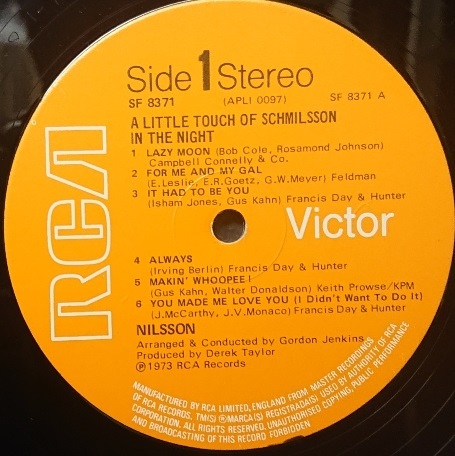 RCA
Side 1 Stereo
SF 8371 (APLI 0097) SF 8371 A
A LITTLE TOUCH OF SCHMILSSON
IN THE NIGHT
1 LAZY MOON (Bob Cole, Rosamond Johnson)
Campbell Connelly & Co.
2 FOR ME AND MY GAL
(E.Leslie, E.R.Goetz, G.W.Meyer) Feldman
3 IT HAD TO BE YOU
(Isham Jones, Gus Kahn) Francis Day & Hunter
Victor
4 ALWAYS
(Irving Berlin) Francis Day & Hunter
5 MAKIN' WHOOPEE!
(Gus Kahn, Walter Donaldson) Keith Prowse/KPM
6 YOU MADE ME LOVE YOU (I Didn't Want To Do It)
(J.McCarthy, J.V.Monaco) Francis Day & Hunter
NILSSON
Arranged & Conducted by Gordon Jenkins
Produced by Derek Taylor
℗1973 RCA Records
MANUFACTURED BY RCA LIMITED, ENGLAND FROM MASTER RECORDINGS
OF RCA RECORDS. TM(S) ®MARCA(S) REGISTRADA(S) USED BY AUTHORITY OF RCA
CORPORATION. ALL RIGHTS RESERVED. UNAUTHORISED COPYING, PUBLIC PERFORMANCE
AND BROADCASTING OF THIS RECORD FORBIDDEN